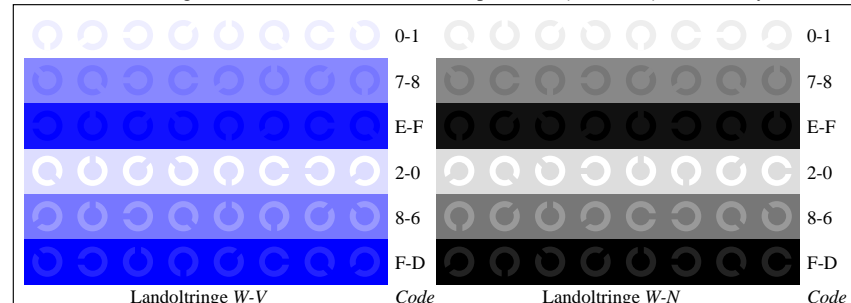 0-1 0-1
7-8 7-8
E-F E-F
2-0 2-0
8-6 8-6
F-D F-D
Landoltringe W-V Code Landoltringe W-N Code